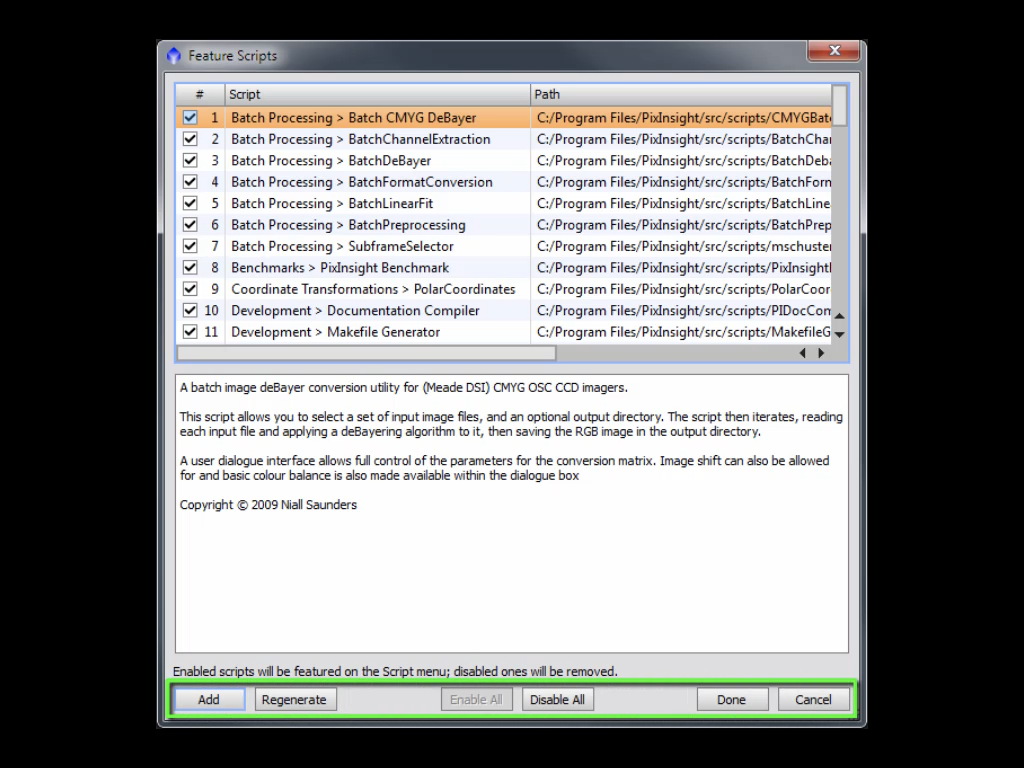 Feature Scripts
# Script Path
1 Batch Processing > Batch CMYG DeBayer C:/Program Files/PixInsight/src/scripts/CMYGBat
2 Batch Processing > BatchChannelExtraction C:/Program Files/PixInsight/src/scripts/BatchCha
3 Batch Processing > BatchDeBayer C:/Program Files/PixInsight/src/scripts/BatchDeba
4 Batch Processing > BatchFormatConversion C:/Program Files/PixInsight/src/scripts/BatchForm
5 Batch Processing > BatchLinearFit C:/Program Files/PixInsight/src/scripts/BatchLine
6 Batch Processing > BatchPreprocessing C:/Program Files/PixInsight/src/scripts/BatchPrep
7 Batch Processing > SubframeSelector C:/Program Files/PixInsight/src/scripts/mschuster
8 Benchmarks > PixInsight Benchmark C:/Program Files/PixInsight/src/scripts/PixInsight
9 Coordinate Transformations > PolarCoordinates C:/Program Files/PixInsight/src/scripts/PolarCoor
10 Development > Documentation Compiler C:/Program Files/PixInsight/src/scripts/PIDocCom
11 Development > Makefile Generator C:/Program Files/PixInsight/src/scripts/MakefileG
A batch image deBayer conversion utility for (Meade DSI) CMYG OSC CCD imagers.
This script allows you to select a set of input image files, and an optional output directory. The script then iterates, reading
each input file and applying a deBayering algorithm to it, then saving the RGB image in the output directory.
A user dialogue interface allows full control of the parameters for the conversion matrix. Image shift can also be allowed
for and basic colour balance is also made available within the dialogue box
Copyright © 2009 Niall Saunders
Enabled scripts will be featured on the Script menu; disabled ones will be removed.
Add Regenerate Enable All Disable All Done Cancel